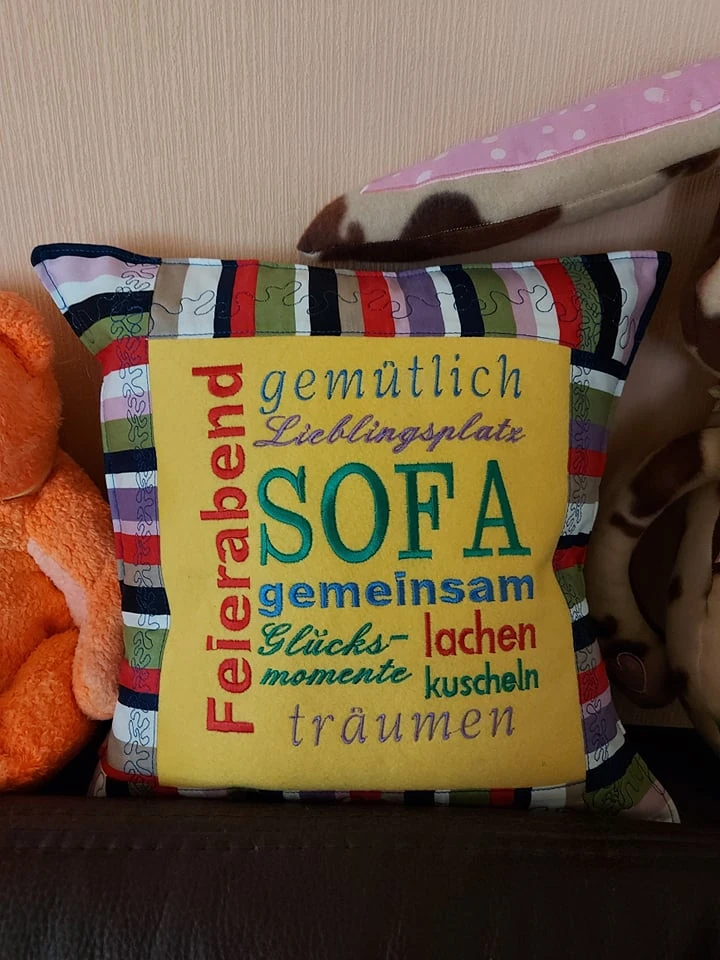 Feierabend
gemütlich
Lieblingsplatz
SOFA
gemeinsam
Glücks-
momente
lachen
kuscheln
träumen